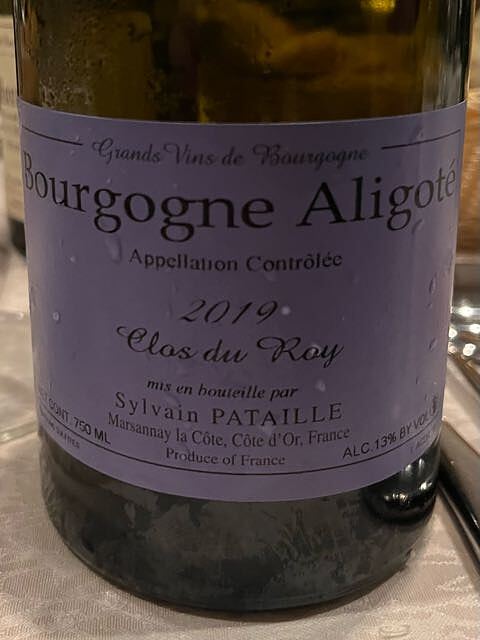 Grands Vins de Bourgogne
Bourgogne Aligoté
Appellation Contrôlée
2019
Clos du Roy
mis en bouteille par
Sylvain PATAILLE
Marsannay la Côte, Côte d'Or, France
Produce of France
CONT. 750 ML
ALC.13% BY VOL